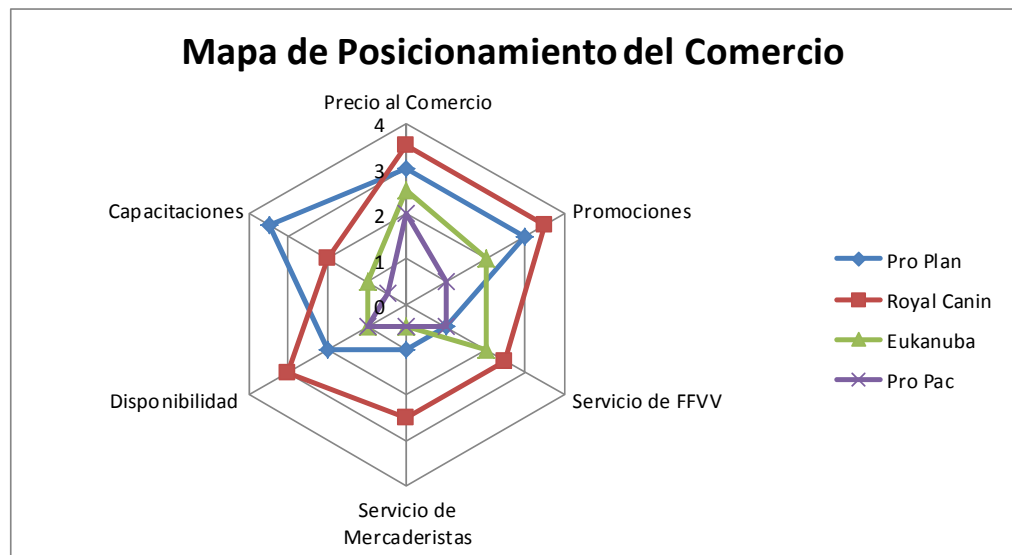 Mapa de Posicionamiento del Comercio
Precio al Comercio
4
3
2
1
0
Promociones
Servicio de FFVV
Servicio de
Mercaderistas
Disponibilidad
Capacitaciones
Pro Plan
Royal Canin
Eukanuba
Pro Pac